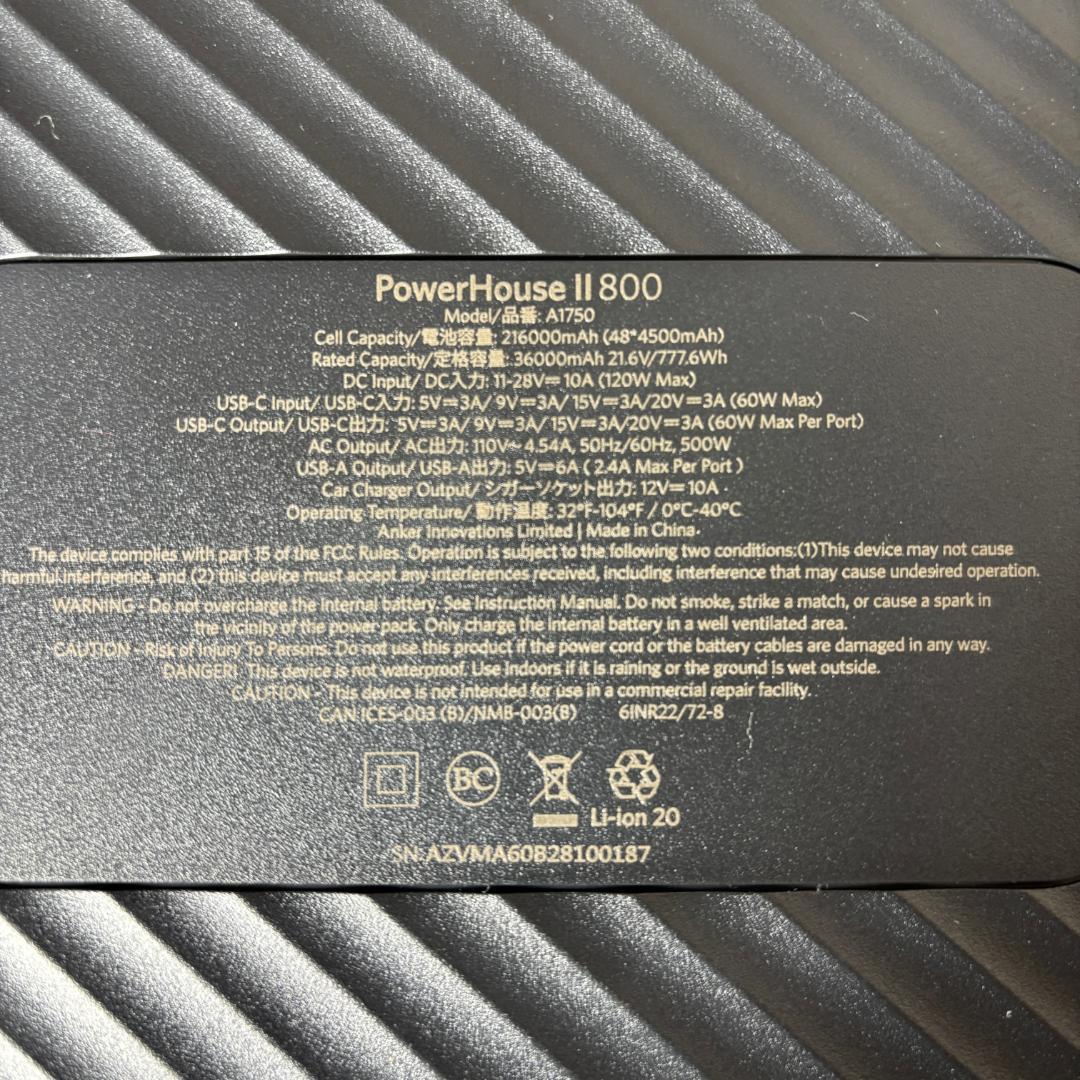 PowerHouse II 800
Model/品番: A1750
Cell Capacity/電池容量: 216000mAh (48*4500mAh)
Rated Capacity/定格容量: 36000mAh 21.6V/777.6Wh
DC Input/ DC入力: 11-28V⎓10A (120W Max)
USB-C Input/ USB-C入力: 5V⎓3A/ 9V⎓3A/ 15V⎓3A/20V⎓3A (60W Max)
USB-C Output/ USB-C出力: 5V⎓3A/ 9V⎓3A/ 15V⎓3A/20V⎓3A (60W Max Per Port)
AC Output/ AC出力: 110V~ 4.54A, 50Hz/60Hz, 500W
USB-A Output/ USB-A出力: 5V⎓6A ( 2.4A Max Per Port )
Car Charger Output/ シガーソケット出力: 12V⎓10A
Operating Temperature/ 動作温度: 32°F-104°F / 0°C-40°C
Anker Innovations Limited | Made in China
The device complies with part 15 of the FCC Rules. Operation is subject to the following two conditions:(1)This device may not cause
harmful interference, and (2) this device must accept any interferences received, including interference that may cause undesired operation.
WARNING - Do not overcharge the internal battery. See Instruction Manual. Do not smoke, strike a match, or cause a spark in
the vicinity of the power pack. Only charge the internal battery in a well ventilated area.
CAUTION - Risk of Injury To Persons. Do not use this product if the power cord or the battery cables are damaged in any way.
DANGER! This device is not waterproof. Use Indoors if it is raining or the ground is wet outside.
CAUTION - This device is not intended for use in a commercial repair facility.
CAN ICES-003 (B)/NMB-003(B) 6INR22/72-8
BC
Li-ion 20
SN:AZVMA60B28100187